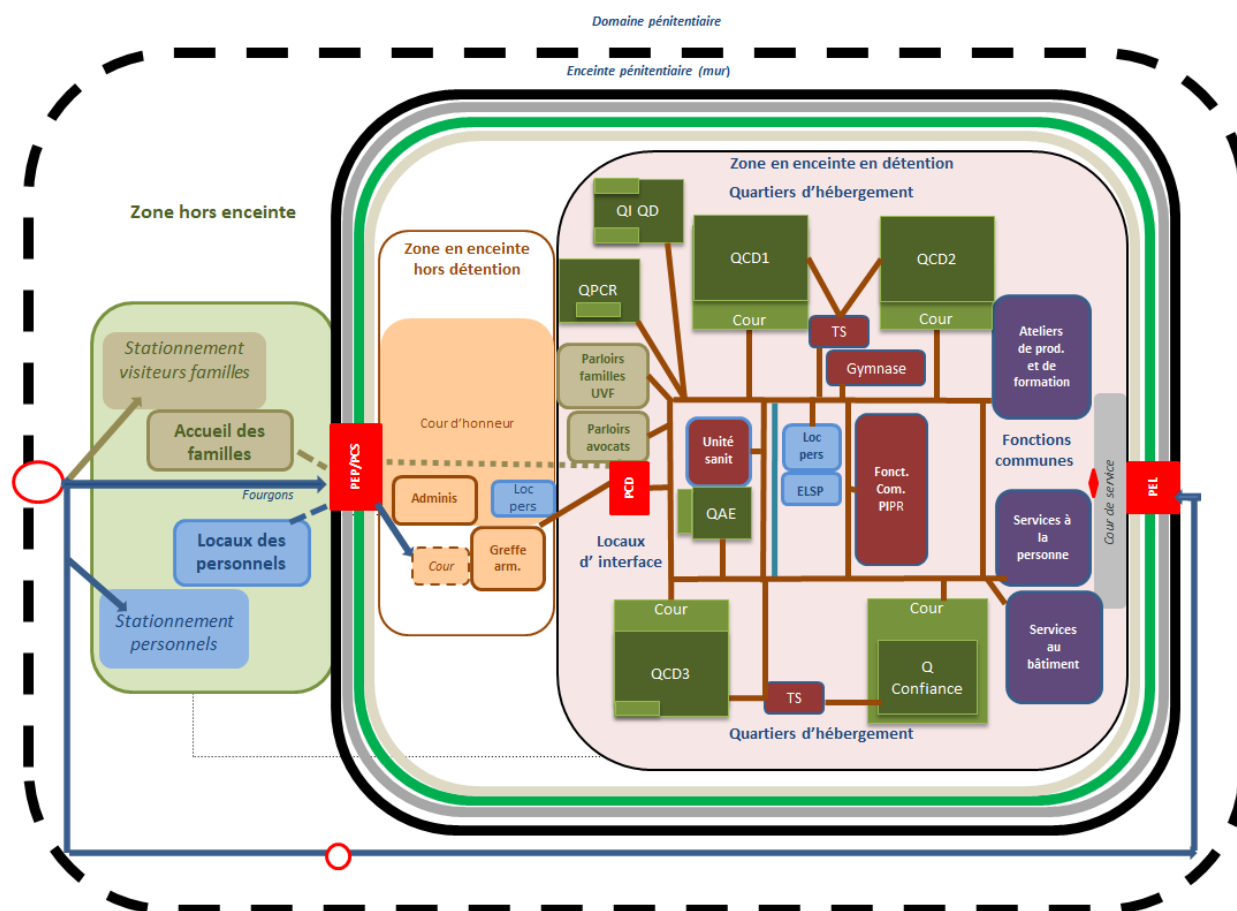 Domaine pénitentiaire
Enceinte pénitentiaire (mur)
Zone en enceinte en détention
Quartiers d'hébergement
Zone hors enceinte
QI QD
Zone en enceinte
hors détention
QCD1
QCD2
QPCR
Cour
Cour
TS
Ateliers
de prod.
et de
formation
Stationnement
visiteurs familles
Parloirs
familles
UVF
Gymnase
Cour d'honneur
Accueil des
familles
Parloirs
avocats
Unité
sanit
Loc
pers
Fonctions
communes
PEP/PCS
Fourgons
Adminis
Loc
pers
PCD
ELSP
Fonct.
Com.
PIPR
Cour de service
PEL
QAE
Locaux des
personnels
Cour
Greffe
arm.
Locaux
d' interface
Services à
la
personne
Stationnement
personnels
Cour
Cour
Services
au
bâtiment
QCD3
Q
Confiance
TS
Quartiers d'hébergement